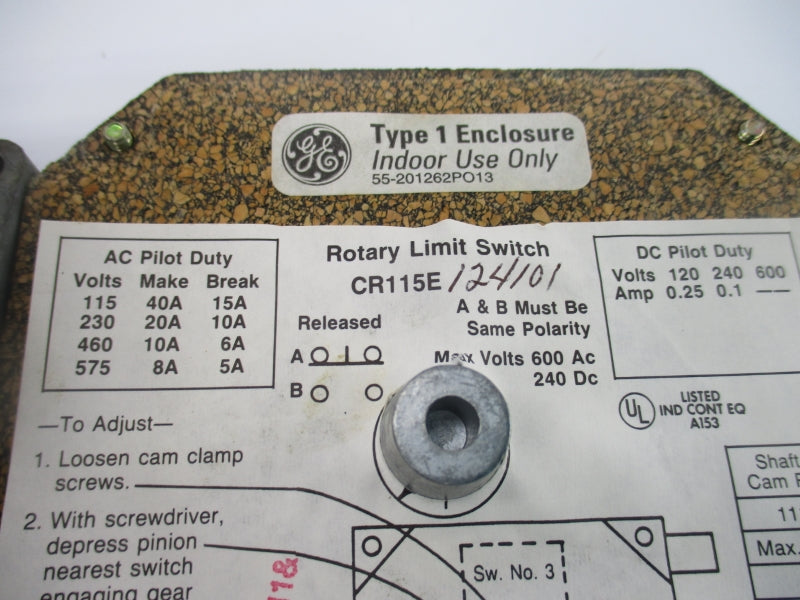 GE
Type 1 Enclosure
Indoor Use Only
55-201262PO13
AC Pilot Duty
Volts Make Break
115 40A 15A
230 20A 10A
460 10A 6A
575 8A 5A
Rotary Limit Switch
CR115E 124101
A & B Must Be
Same Polarity
Released
A
B
Max Volts 600 Ac
240 Dc
DC Pilot Duty
Volts 120 240 600
Amp 0.25 0.1 ——
UL
LISTED
IND CONT EQ
A153
—To Adjust—
1. Loosen cam clamp
screws.
2. With screwdriver,
depress pinion
nearest switch
engaging gear
Sw. No. 3
Shaft
Cam
11
Max.